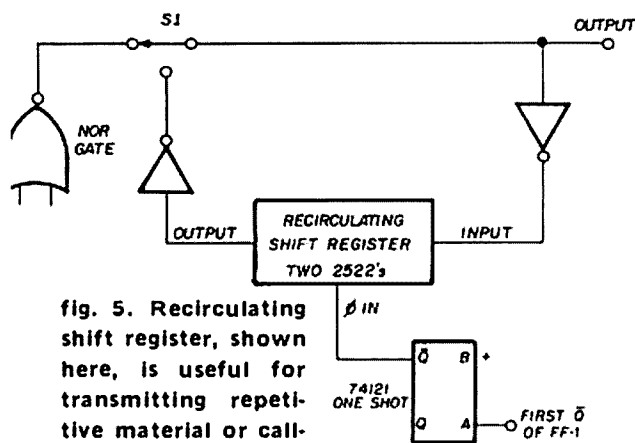 S1
OUTPUT
NOR
GATE
OUTPUT
RECIRCULATING
SHIFT REGISTER
TWO 2522's
INPUT
ϕ IN
fig. 5. Recirculating
shift register, shown
here, is useful for
transmitting repeti-
tive material or call-
Q̄ B +
74121
ONE SHOT
Q A
FIRST Q̄
OF FF-1